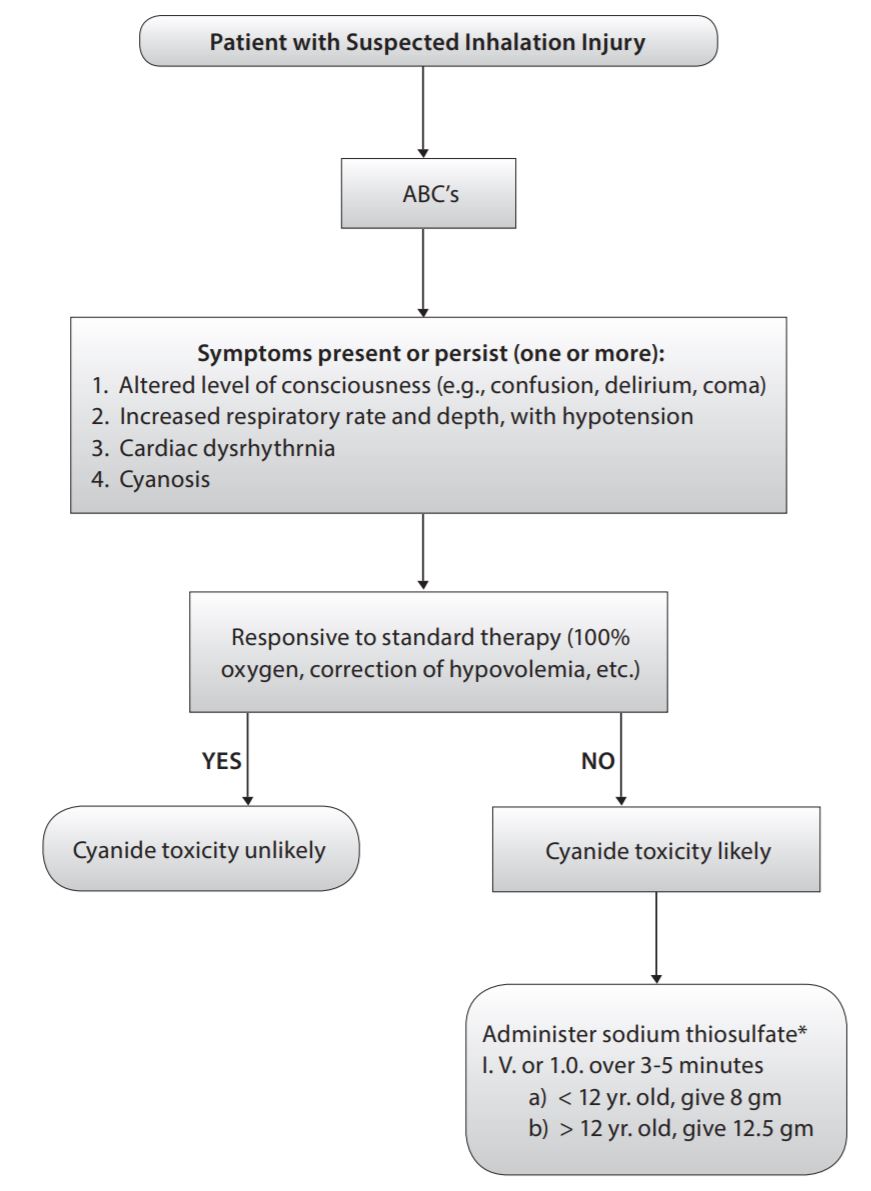 Patient with Suspected Inhalation Injury
ABC’s
Symptoms present or persist (one or more):
1. Altered level of consciousness (e.g., confusion, delirium, coma)
2. Increased respiratory rate and depth, with hypotension
3. Cardiac dysrhythrnia
4. Cyanosis
Responsive to standard therapy (100%
oxygen, correction of hypovolemia, etc.)
YES
NO
Cyanide toxicity unlikely
Cyanide toxicity likely
Administer sodium thiosulfate*
I. V. or 1.0. over 3-5 minutes
a) < 12 yr. old, give 8 gm
b) > 12 yr. old, give 12.5 gm